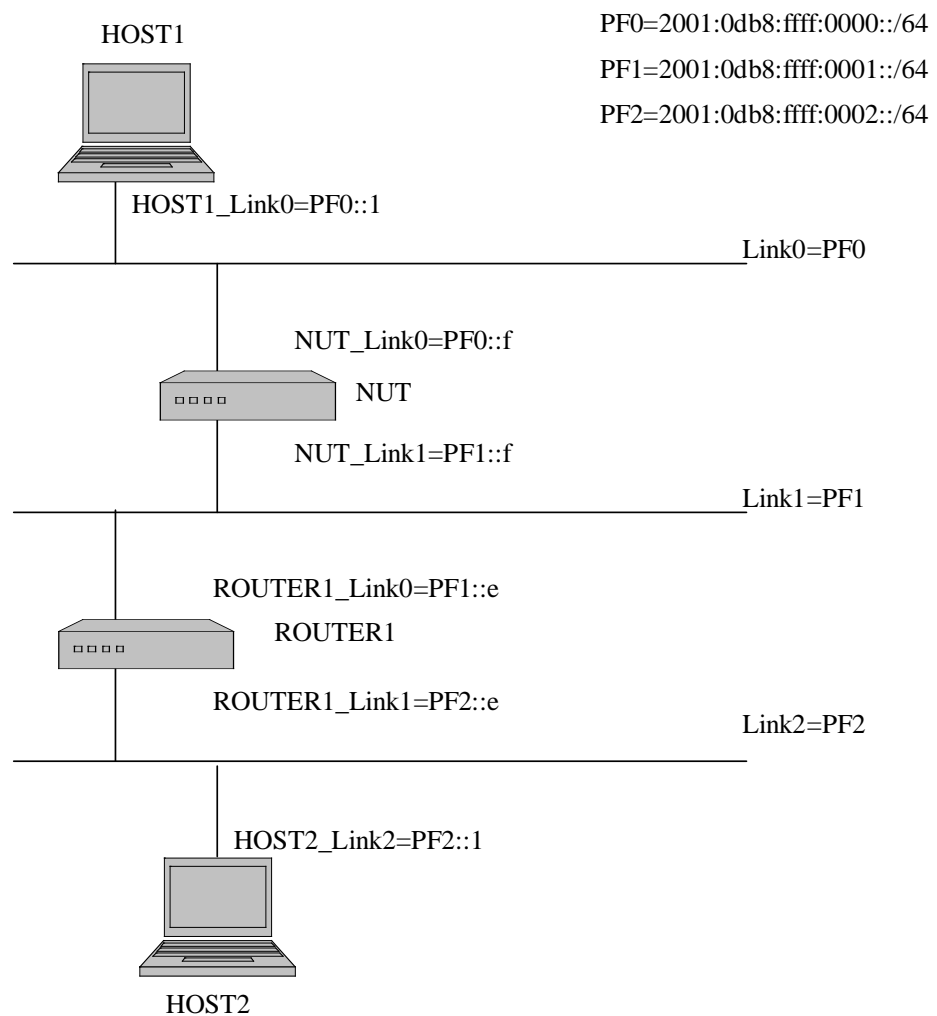 HOST1
PF0=2001:0db8:ffff:0000::/64
PF1=2001:0db8:ffff:0001::/64
PF2=2001:0db8:ffff:0002::/64
HOST1_Link0=PF0::1
Link0=PF0
NUT_Link0=PF0::f
NUT
NUT_Link1=PF1::f
Link1=PF1
ROUTER1_Link0=PF1::e
ROUTER1
ROUTER1_Link1=PF2::e
Link2=PF2
HOST2_Link2=PF2::1
HOST2